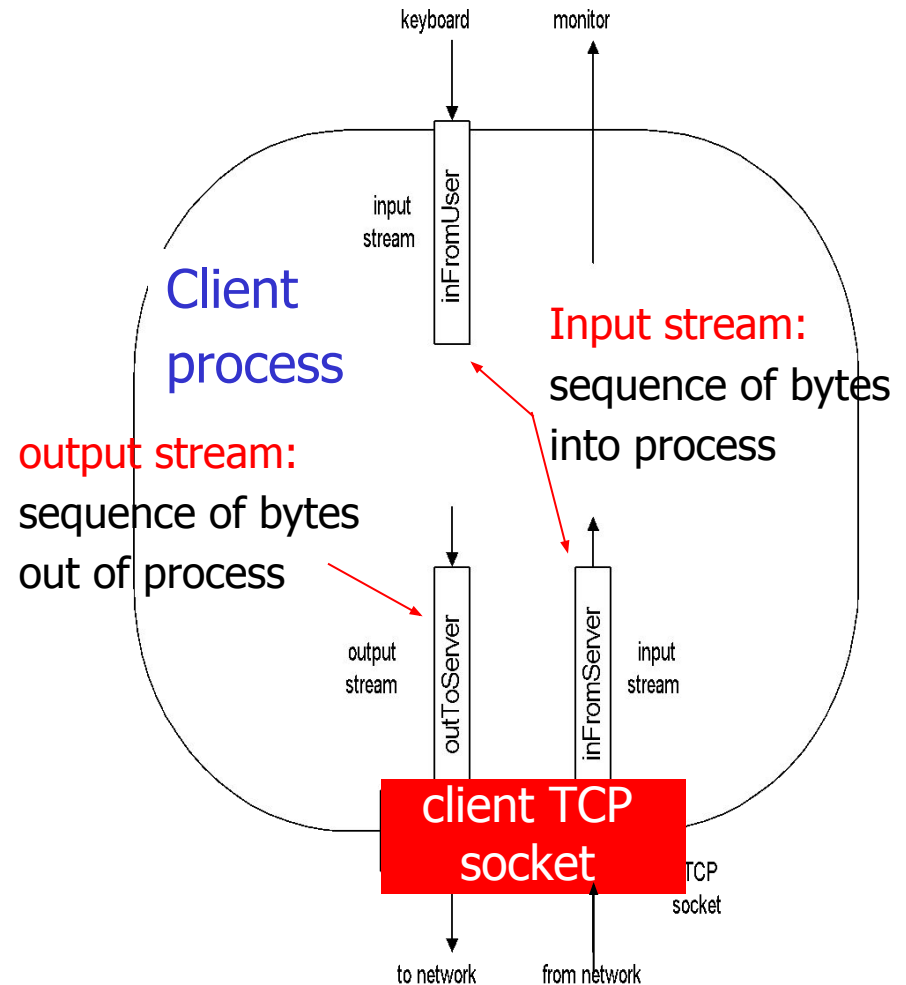 keyboard
monitor
input
stream
inFromUser
Client
process
Input stream:
sequence of bytes
into process
output stream:
sequence of bytes
out of process
output
stream
outToServer
inFromServer
input
stream
client TCP
socket
TCP
socket
to network
from network